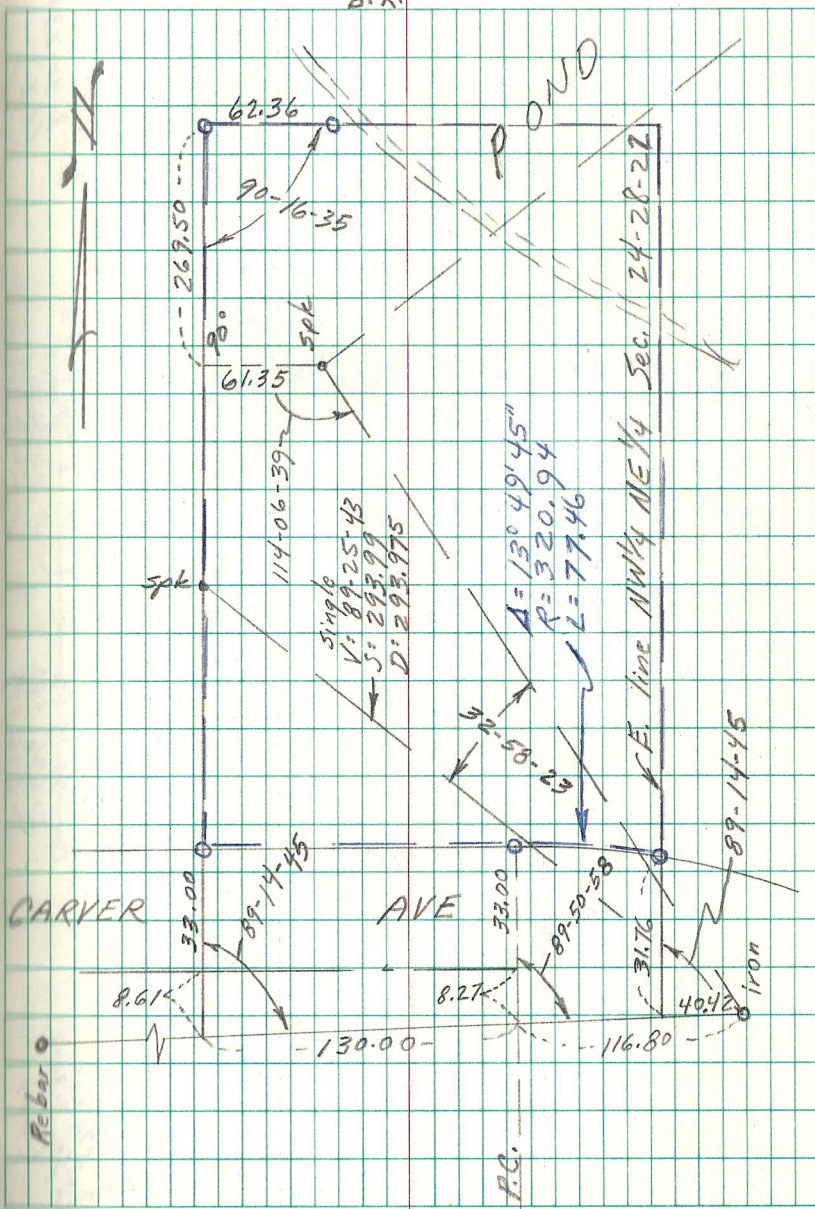 N
62.36
POND
269.50
90-16-35
90°
61.35
Spk
114-06-39
spk
single
V: 89-25-43
S: 293.99
D: 293.975
Δ=13° 49' 45"
R=320.94
L=77.46
E. line NW¼ NE¼ Sec. 24-28-22
32-58-23
CARVER AVE
33.00
89-14-45
33.00
89-50-58
31.76
89-14-45
8.61
8.27
40.42
iron
130.00
116.80
Rebar
P.C.